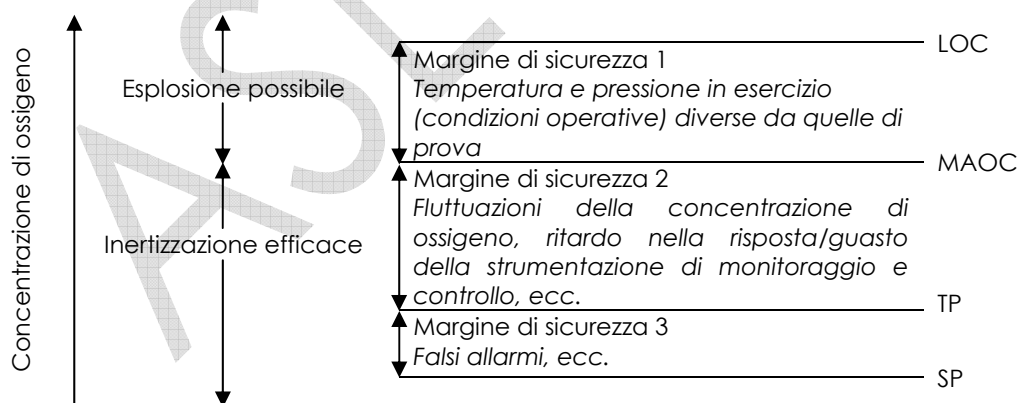 Concentrazione di ossigeno
Esplosione possibile
Inertizzazione efficace
Margine di sicurezza 1
Temperatura e pressione in esercizio
(condizioni operative) diverse da quelle di
prova
Margine di sicurezza 2
Fluttuazioni della concentrazione di
ossigeno, ritardo nella risposta/guasto
della strumentazione di monitoraggio e
controllo, ecc.
Margine di sicurezza 3
Falsi allarmi, ecc.
LOC
MAOC
TP
SP